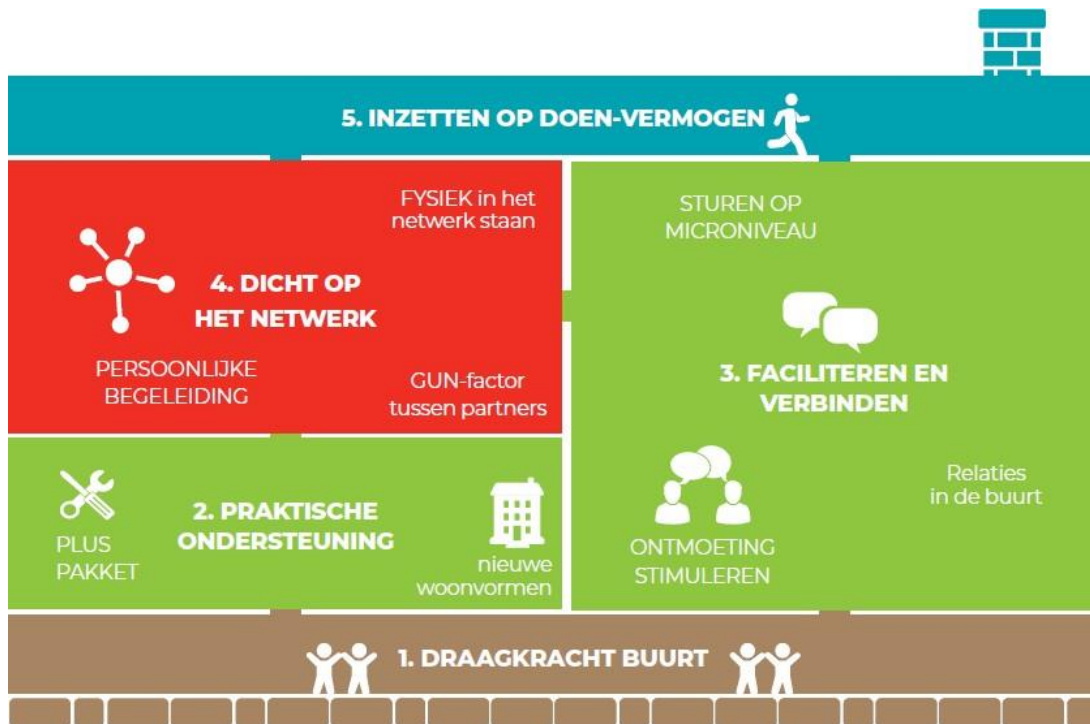 5. INZETTEN OP DOEN-VERMOGEN
FYSIEK in het
netwerk staan
4. DICHT OP
HET NETWERK
PERSOONLIJKE
BEGELEIDING
GUN-factor
tussen partners
STUREN OP
MICRONIVEAU
3. FACILITEREN EN
VERBINDEN
Relaties
in de buurt
ONTMOETING
STIMULEREN
2. PRAKTISCHE
ONDERSTEUNING
PLUS
PAKKET
nieuwe
woonvormen
1. DRAAGKRACHT BUURT